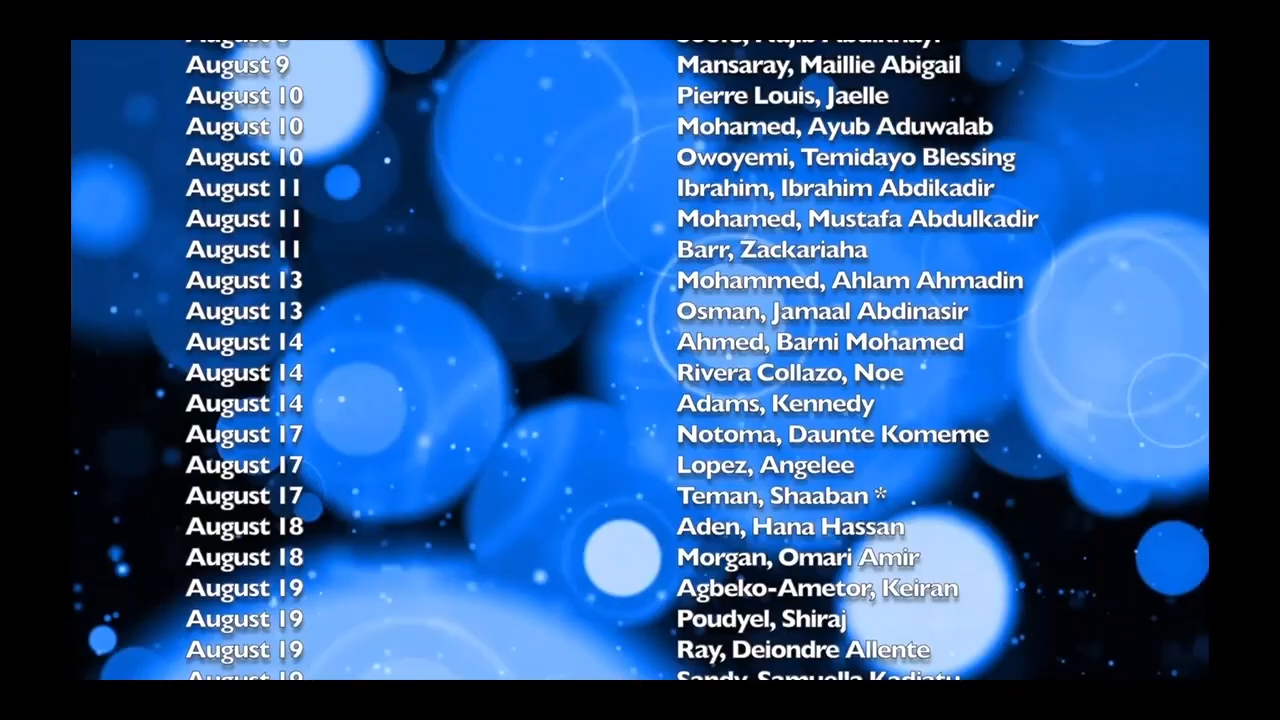 August 9 Mansaray, Maillie Abigail
August 10 Pierre Louis, Jaelle
August 10 Mohamed, Ayub Aduwalab
August 10 Owoyemi, Temidayo Blessing
August 11 Ibrahim, Ibrahim Abdikadir
August 11 Mohamed, Mustafa Abdulkadir
August 11 Barr, Zackariaha
August 13 Mohammed, Ahlam Ahmadin
August 13 Osman, Jamaal Abdinasir
August 14 Ahmed, Barni Mohamed
August 14 Rivera Collazo, Noe
August 14 Adams, Kennedy
August 17 Notoma, Daunte Komeme
August 17 Lopez, Angelee
August 17 Teman, Shaaban *
August 18 Aden, Hana Hassan
August 18 Morgan, Omari Amir
August 19 Agbeko-Ametor, Keiran
August 19 Poudyel, Shiraj
August 19 Ray, Deiondre Allente
August 19 Sandy, Samuella Kadiatu